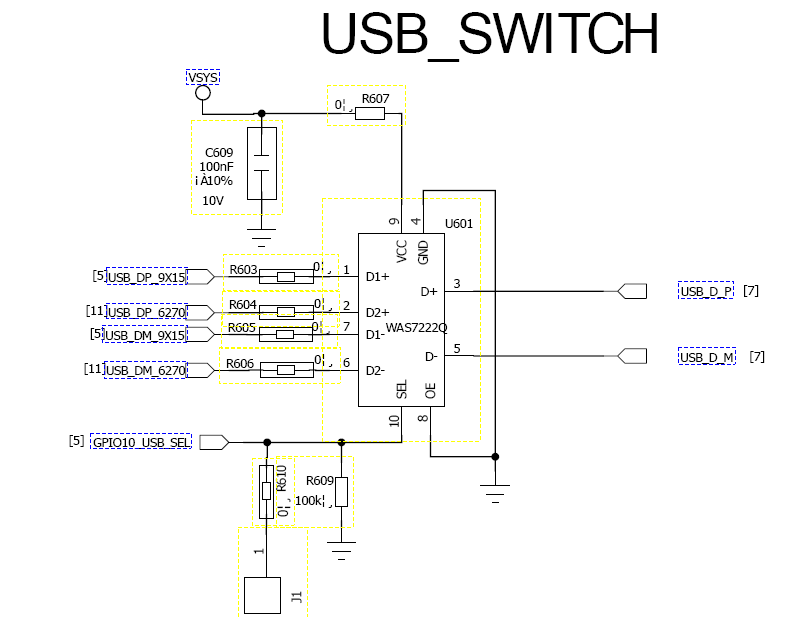 USB_SWITCH
VSYS
0¦ R607
C609
100nF
¡À10%
10V
9
4
U601
VCC
GND
[5] USB_DP_9X15
R603
0¦
1
D1+
D+
3
USB_D_P [7]
[11] USB_DP_6270
R604
0¦
2
D2+
[5] USB_DM_9X15
R605
0¦
7
D1-
WAS7222Q
D-
5
USB_D_M [7]
[11] USB_DM_6270
R606
0¦
6
D2-
SEL
OE
10
8
[5] GPIO10_USB_SEL
R610
0¦
R609
100k¦
1
J1